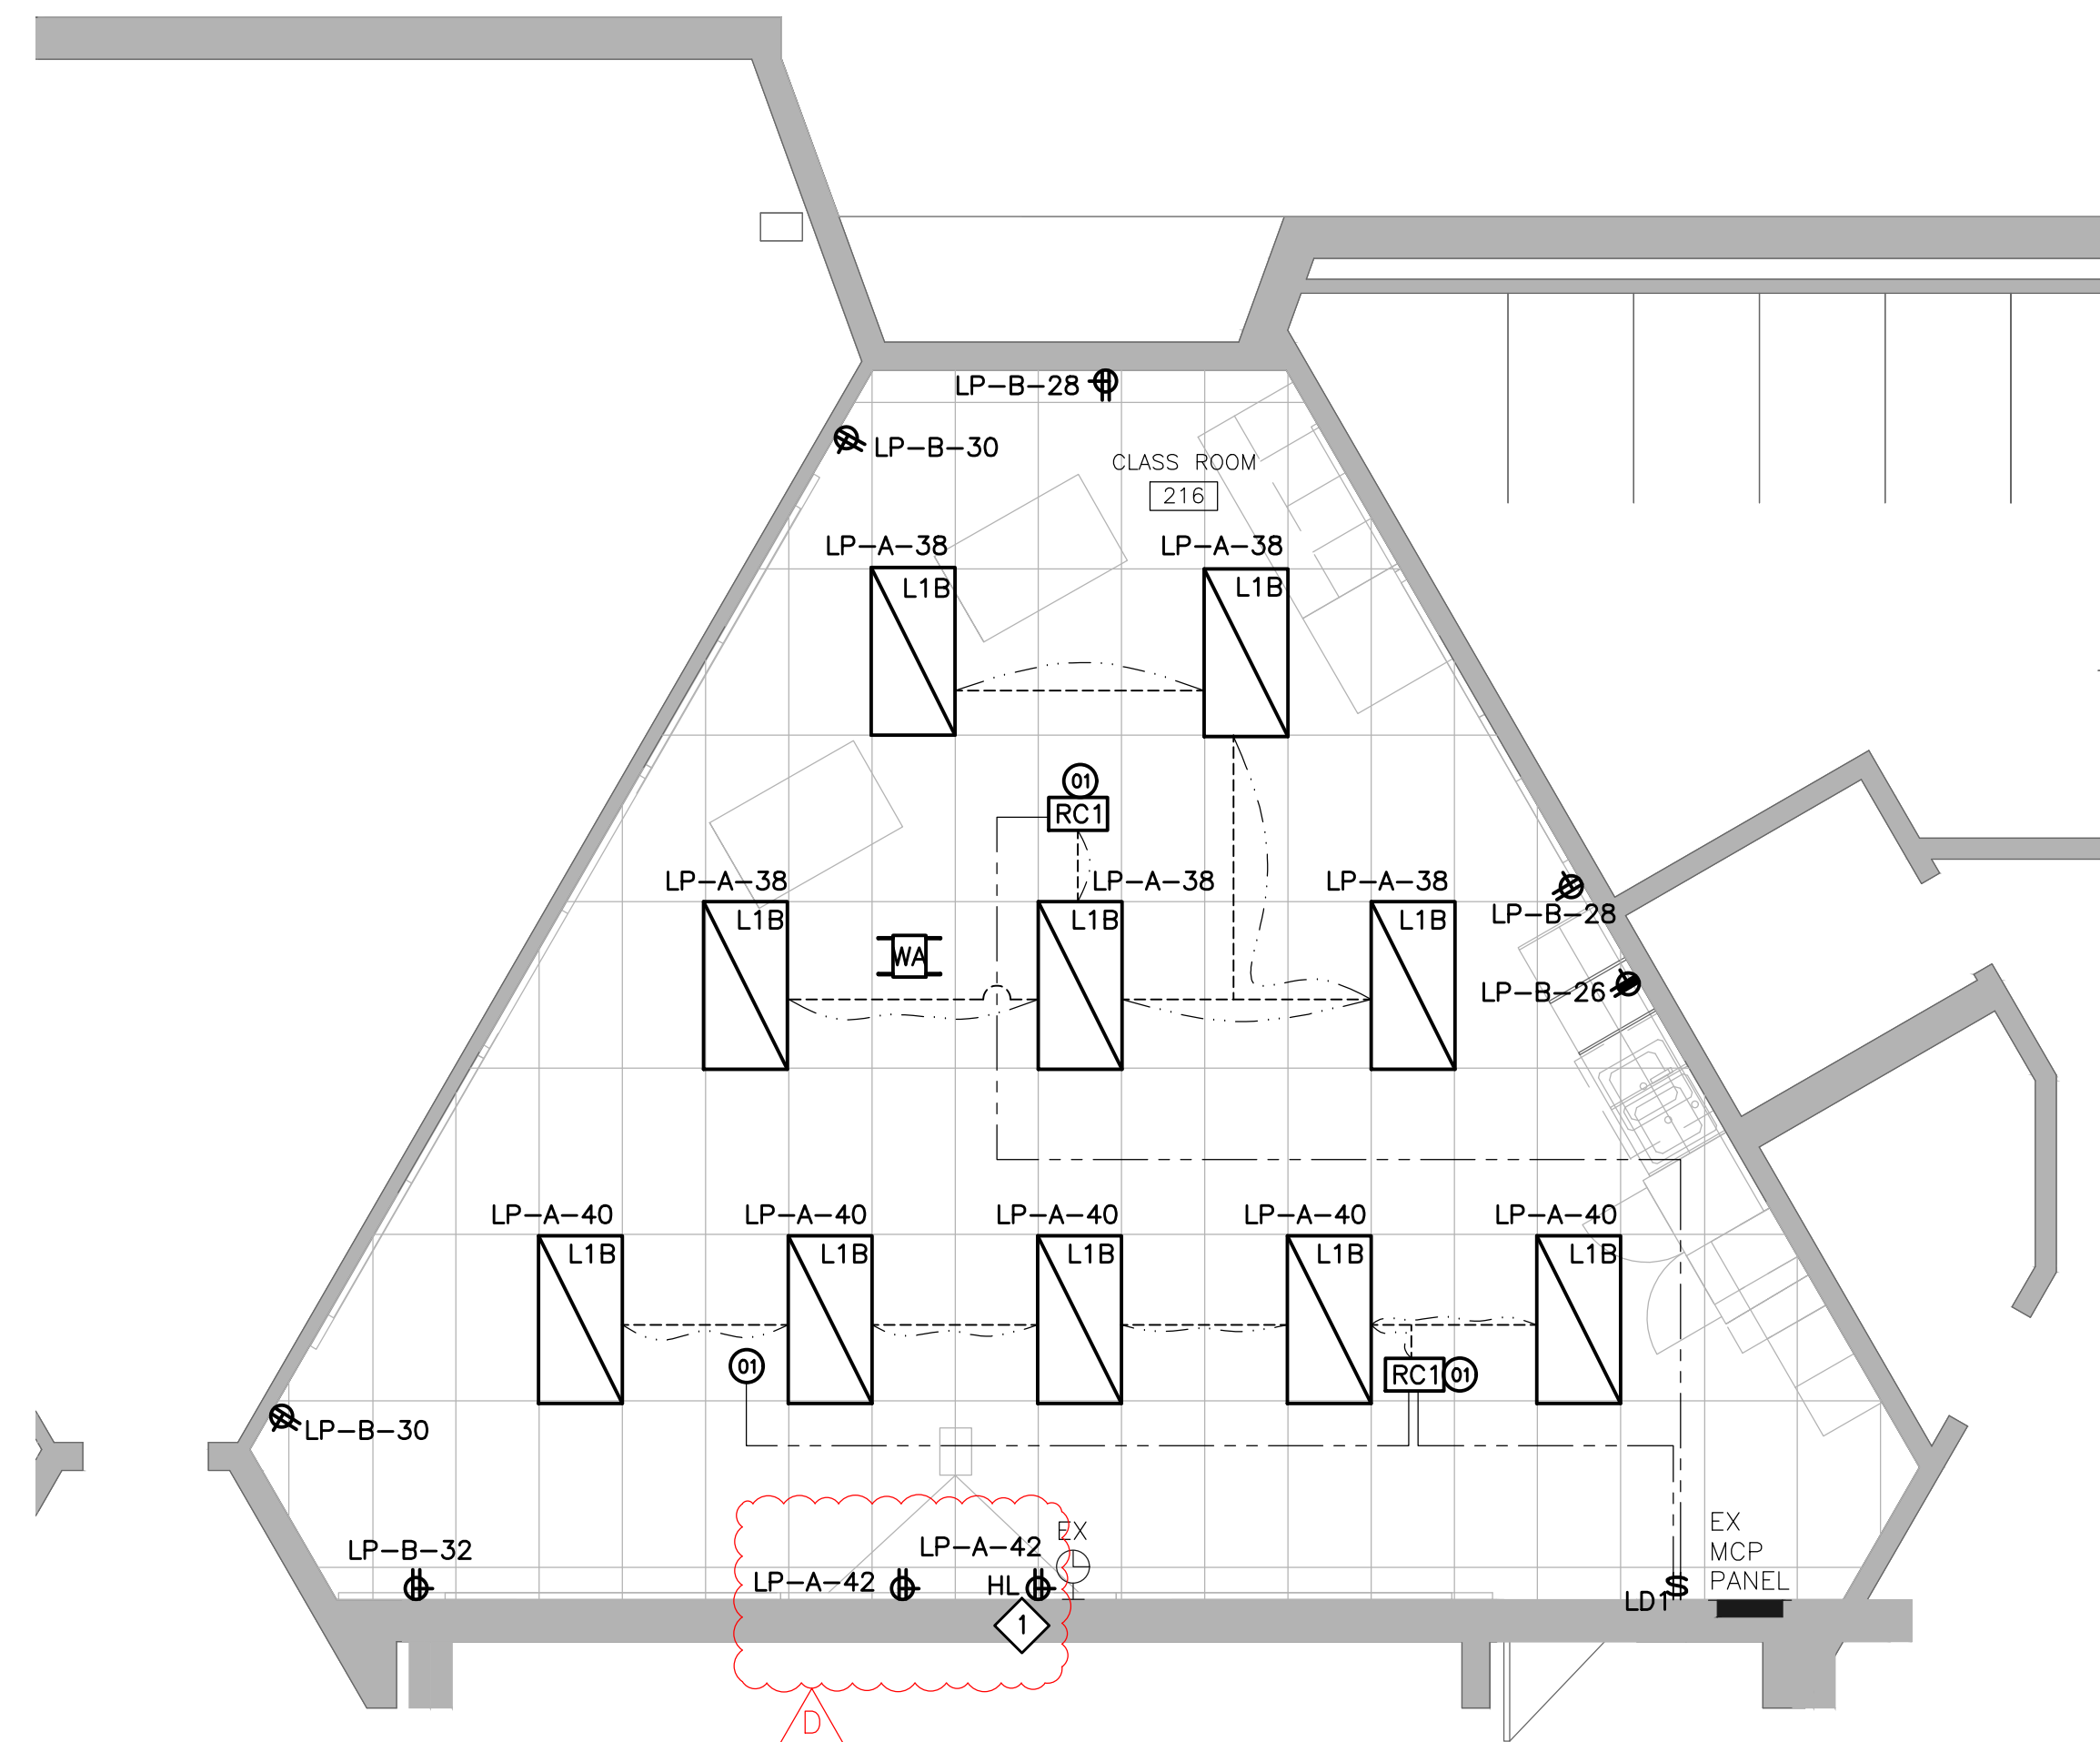 LP-B-28
LP-B-30
CLASS ROOM
216
LP-A-38
LP-A-38
L1B
L1B
01
RC1
LP-A-38
LP-A-38
LP-A-38
L1B
L1B
L1B
WA
LP-B-28
LP-B-26
LP-A-40
LP-A-40
LP-A-40
LP-A-40
LP-A-40
L1B
L1B
L1B
L1B
L1B
01
RC1
01
LP-B-30
EX
MCP
PANEL
EX
LP-B-32
LP-A-42
LP-A-42
HL
LD1
S
1
D